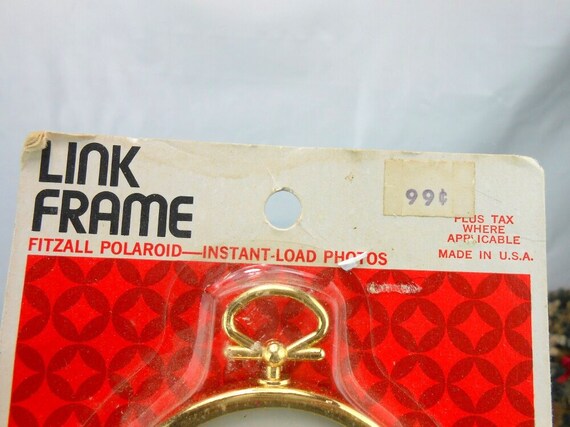 LINK
FRAME
FITZALL POLAROID—INSTANT-LOAD PHOTOS
99¢
PLUS TAX
WHERE
APPLICABLE
MADE IN U.S.A.